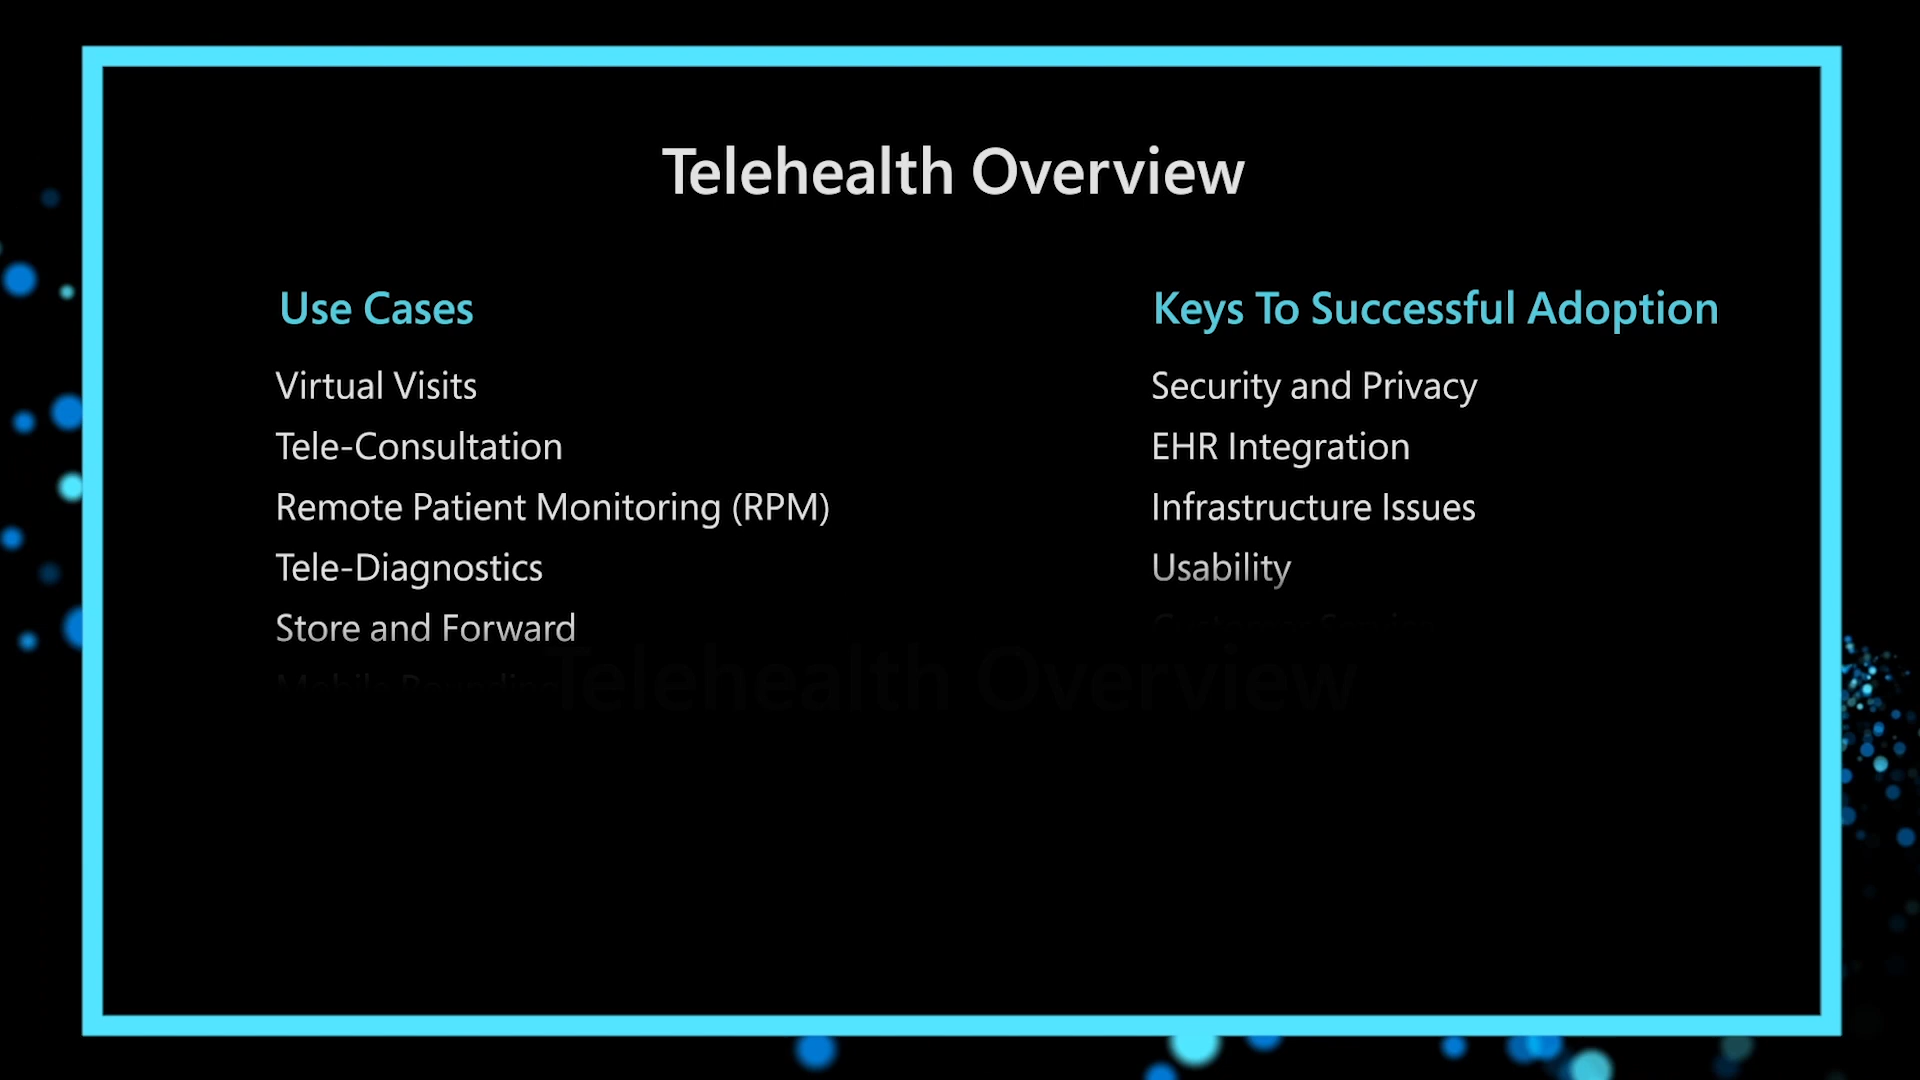 Telehealth Overview
Use Cases
Virtual Visits
Tele-Consultation
Remote Patient Monitoring (RPM)
Tele-Diagnostics
Store and Forward
Keys To Successful Adoption
Security and Privacy
EHR Integration
Infrastructure Issues
Usability
Telehealth Overview